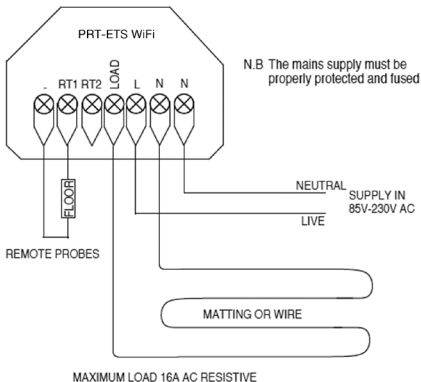 PRT-ETS WiFi
N.B The mains supply must be
properly protected and fused
- RT1 RT2 LOAD L N N
FLOOR
NEUTRAL
SUPPLY IN
85V-230V AC
LIVE
REMOTE PROBES
MATTING OR WIRE
MAXIMUM LOAD 16A AC RESISTIVE